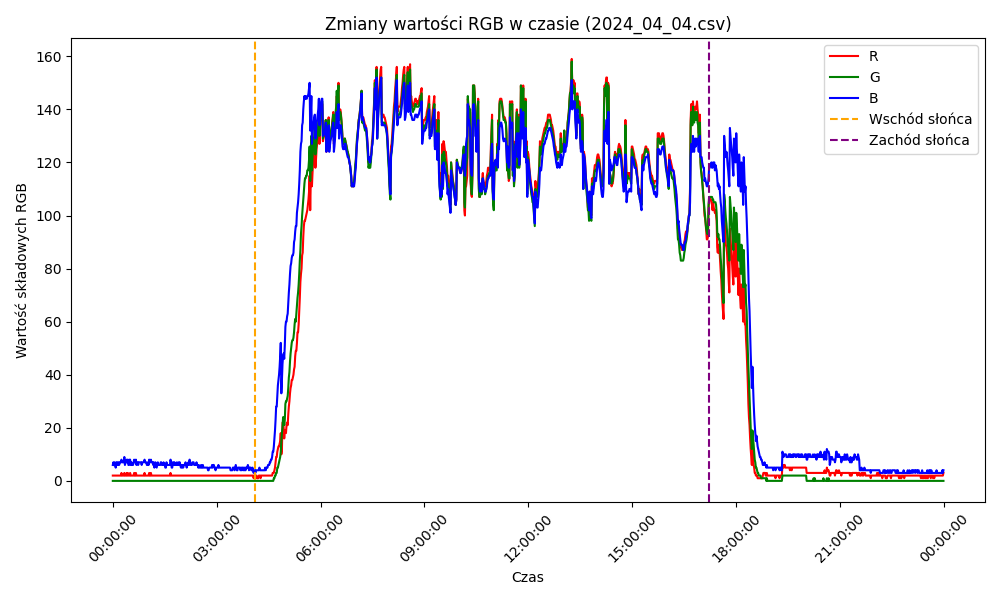 Zmiany wartości RGB w czasie (2024_04_04.csv)
Wartość składowych RGB
160
140
120
100
80
60
40
20
0
R
G
B
Wschód słońca
Zachód słońca
00:00:00
03:00:00
06:00:00
09:00:00
12:00:00
15:00:00
18:00:00
21:00:00
00:00:00
Czas